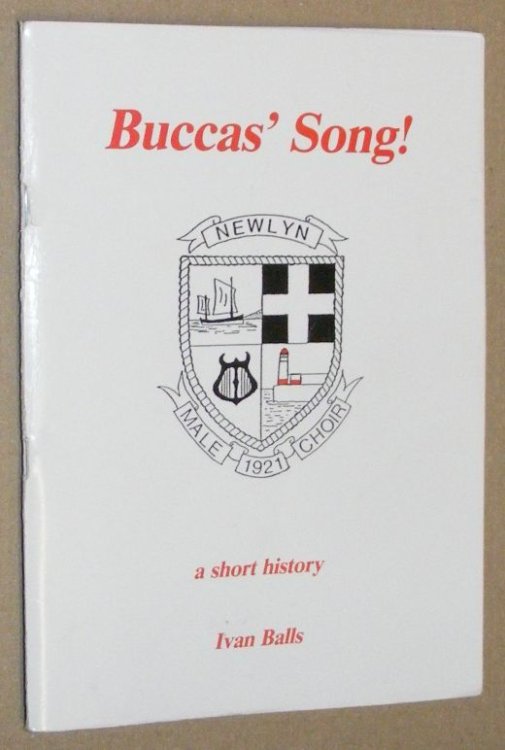 Buccas' Song!
NEWLYN
MALE
1921
CHOIR
a short history
Ivan Balls